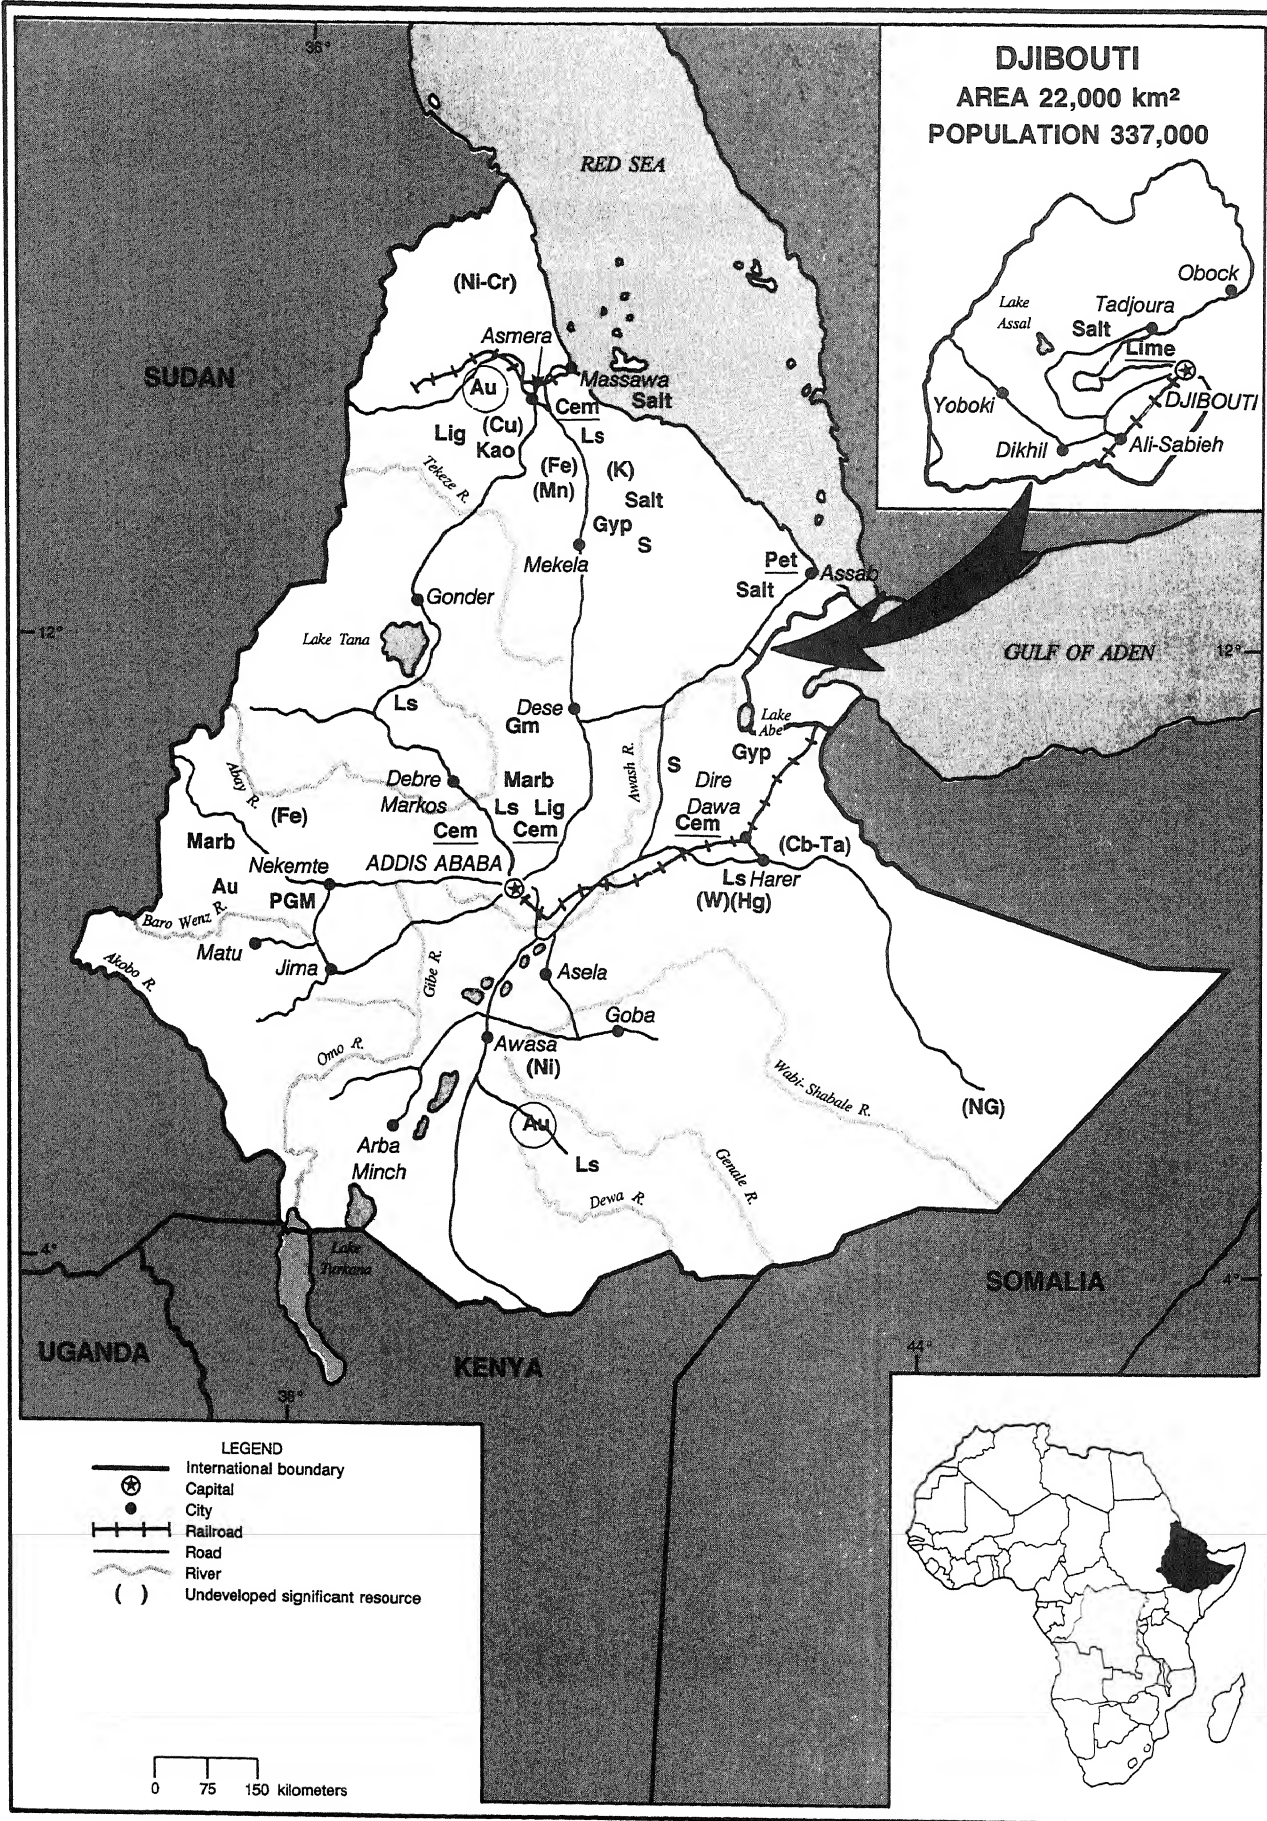 36°
DJIBOUTI
AREA 22,000 km²
POPULATION 337,000
RED SEA
Obock
Lake
Assal
Tadjoura
Salt
Lime
DJIBOUTI
Yoboki
Dikhil
Ali-Sabieh
(Ni-Cr)
SUDAN
Asmera
Massawa
Au
Salt
Cem
(Cu)
Lig
Kao
Ls
(Fe)
(Mn)
(K)
Tekeze R.
Salt
Gyp
S
Mekela
Pet
Assab
Salt
Gonder
12°
Lake Tana
GULF OF ADEN
12°
Ls
Dese
Gm
Lake
Abe
Gyp
Awash R.
S
Abay R.
Debre
Markos
Marb
Ls Lig
Dire
Dawa
(Fe)
Cem
Cem
Cem
Marb
(Cb-Ta)
Nekemte
ADDIS ABABA
Au
PGM
Ls Harer
(W)(Hg)
Baro Wenz R.
Matu
Akobo R.
Jima
Gibe R.
Asela
Goba
Omo R.
Awasa
(Ni)
Wabi-Shabale R.
(NG)
Au
Arba
Minch
Ls
Genale R.
Dewa R.
4°
Lake
Turkana
SOMALIA
4°
UGANDA
KENYA
44°
36°
LEGEND
International boundary
Capital
City
Railroad
Road
River
( ) Undeveloped significant resource
0 75 150 kilometers